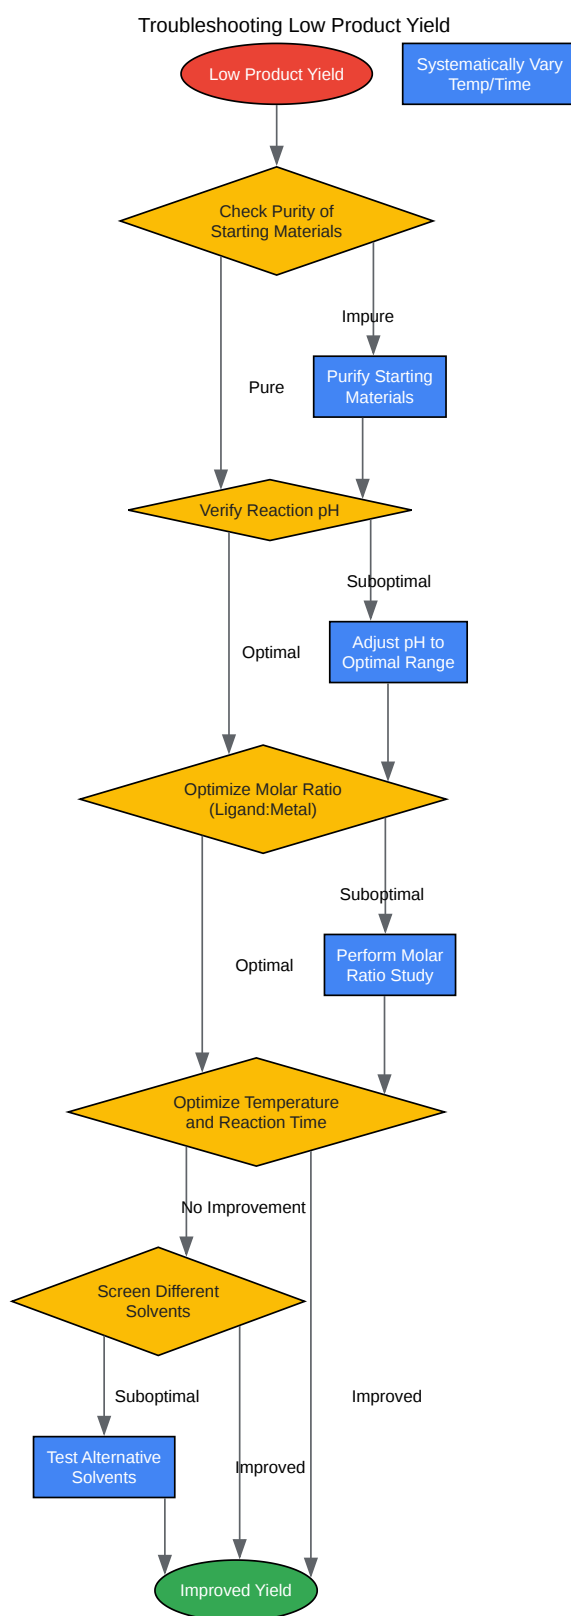 Troubleshooting Low Product Yield
Low Product Yield
Systematically Vary
Temp/Time
Check Purity of
Starting Materials
Impure
Pure
Purify Starting
Materials
Verify Reaction pH
Suboptimal
Optimal
Adjust pH to
Optimal Range
Optimize Molar Ratio
(Ligand:Metal)
Suboptimal
Optimal
Perform Molar
Ratio Study
Optimize Temperature
and Reaction Time
No Improvement
Screen Different
Solvents
Suboptimal
Improved
Test Alternative
Solvents
Improved
Improved Yield